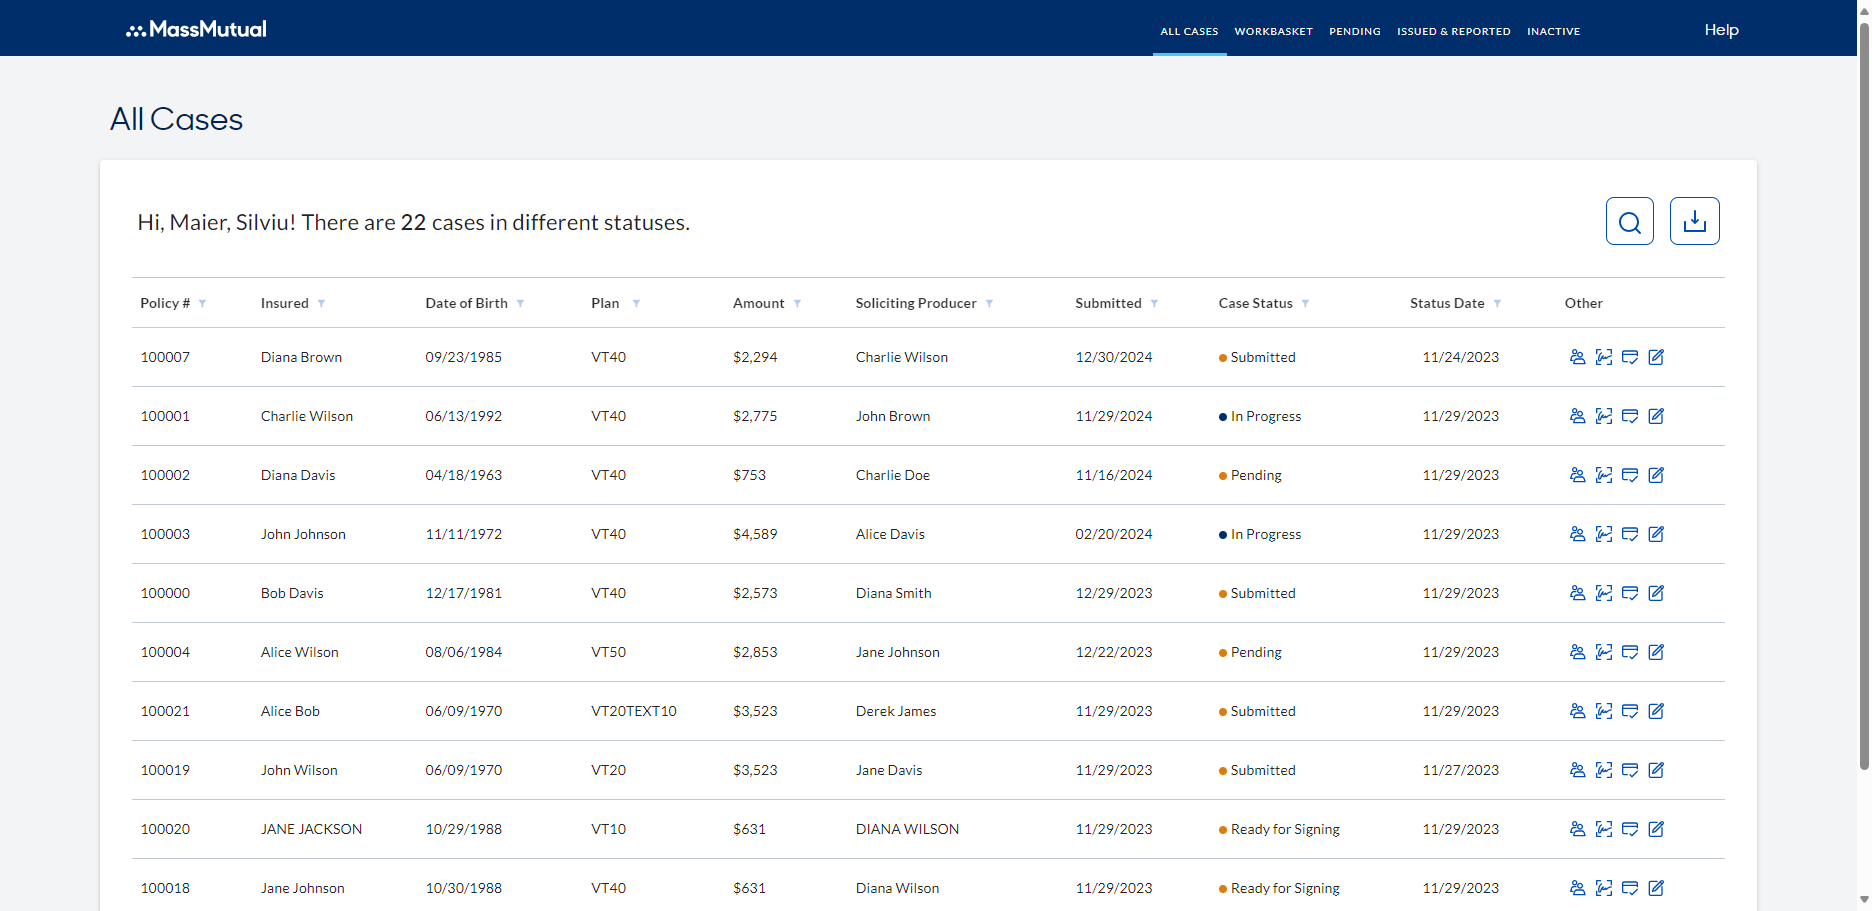 MassMutual
ALL CASES WORKBASKET PENDING ISSUED & REPORTED INACTIVE Help
All Cases
Hi, Maier, Silviu! There are 22 cases in different statuses.
Policy # Insured Date of Birth Plan Amount Soliciting Producer Submitted Case Status Status Date Other
100007 Diana Brown 09/23/1985 VT40 $2,294 Charlie Wilson 12/30/2024 Submitted 11/24/2023
100001 Charlie Wilson 06/13/1992 VT40 $2,775 John Brown 11/29/2024 In Progress 11/29/2023
100002 Diana Davis 04/18/1963 VT40 $753 Charlie Doe 11/16/2024 Pending 11/29/2023
100003 John Johnson 11/11/1972 VT40 $4,589 Alice Davis 02/20/2024 In Progress 11/29/2023
100000 Bob Davis 12/17/1981 VT40 $2,573 Diana Smith 12/29/2023 Submitted 11/29/2023
100004 Alice Wilson 08/06/1984 VT50 $2,853 Jane Johnson 12/22/2023 Pending 11/29/2023
100021 Alice Bob 06/09/1970 VT20TEXT10 $3,523 Derek James 11/29/2023 Submitted 11/29/2023
100019 John Wilson 06/09/1970 VT20 $3,523 Jane Davis 11/29/2023 Submitted 11/27/2023
100020 JANE JACKSON 10/29/1988 VT10 $631 DIANA WILSON 11/29/2023 Ready for Signing 11/29/2023
100018 Jane Johnson 10/30/1988 VT40 $631 Diana Wilson 11/29/2023 Ready for Signing 11/29/2023